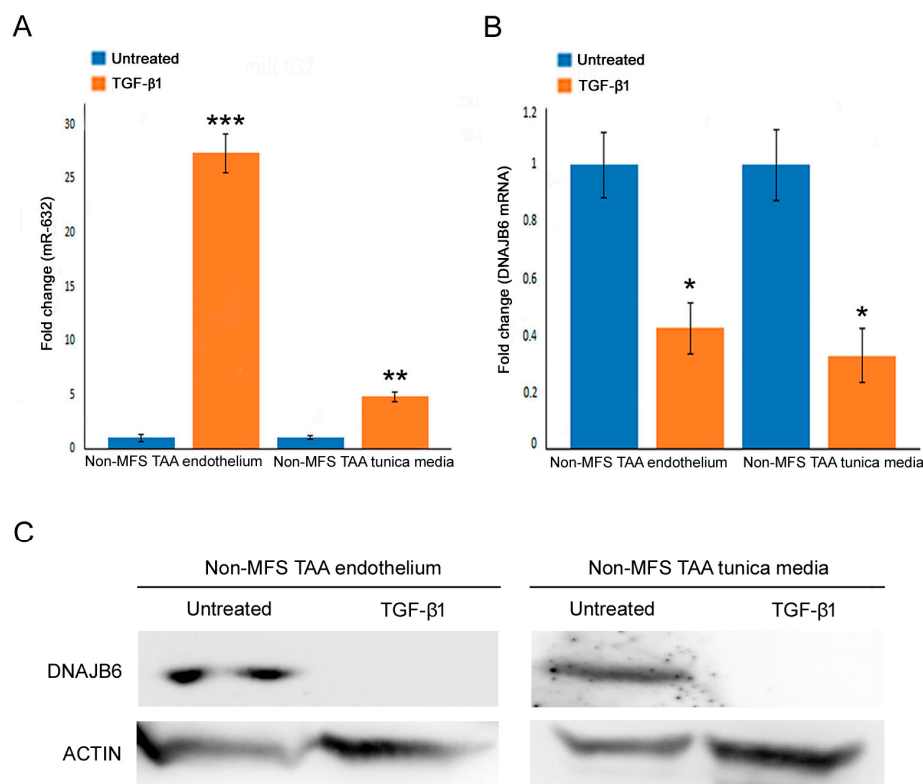 A
Untreated
TGF-β1
miR-632
***
**
30
25
20
15
10
5
0
Fold change (mR-632)
Non-MFS TAA endothelium
Non-MFS TAA tunica media
B
Untreated
TGF-β1
1.2
1
0.8
0.6
0.4
0.2
0
Fold change (DNAJB6 mRNA)
*
*
Non-MFS TAA endothelium
Non-MFS TAA tunica media
C
Non-MFS TAA endothelium
Non-MFS TAA tunica media
Untreated
TGF-β1
Untreated
TGF-β1
DNAJB6
ACTIN